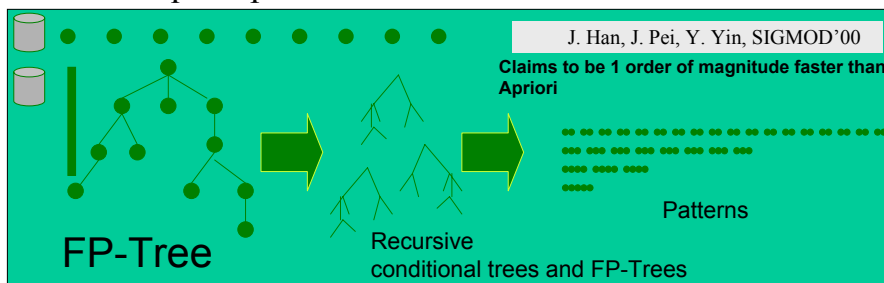 J. Han, J. Pei, Y. Yin, SIGMOD’00
Claims to be 1 order of magnitude faster than
Apriori
FP-Tree
Recursive
conditional trees and FP-Trees
Patterns